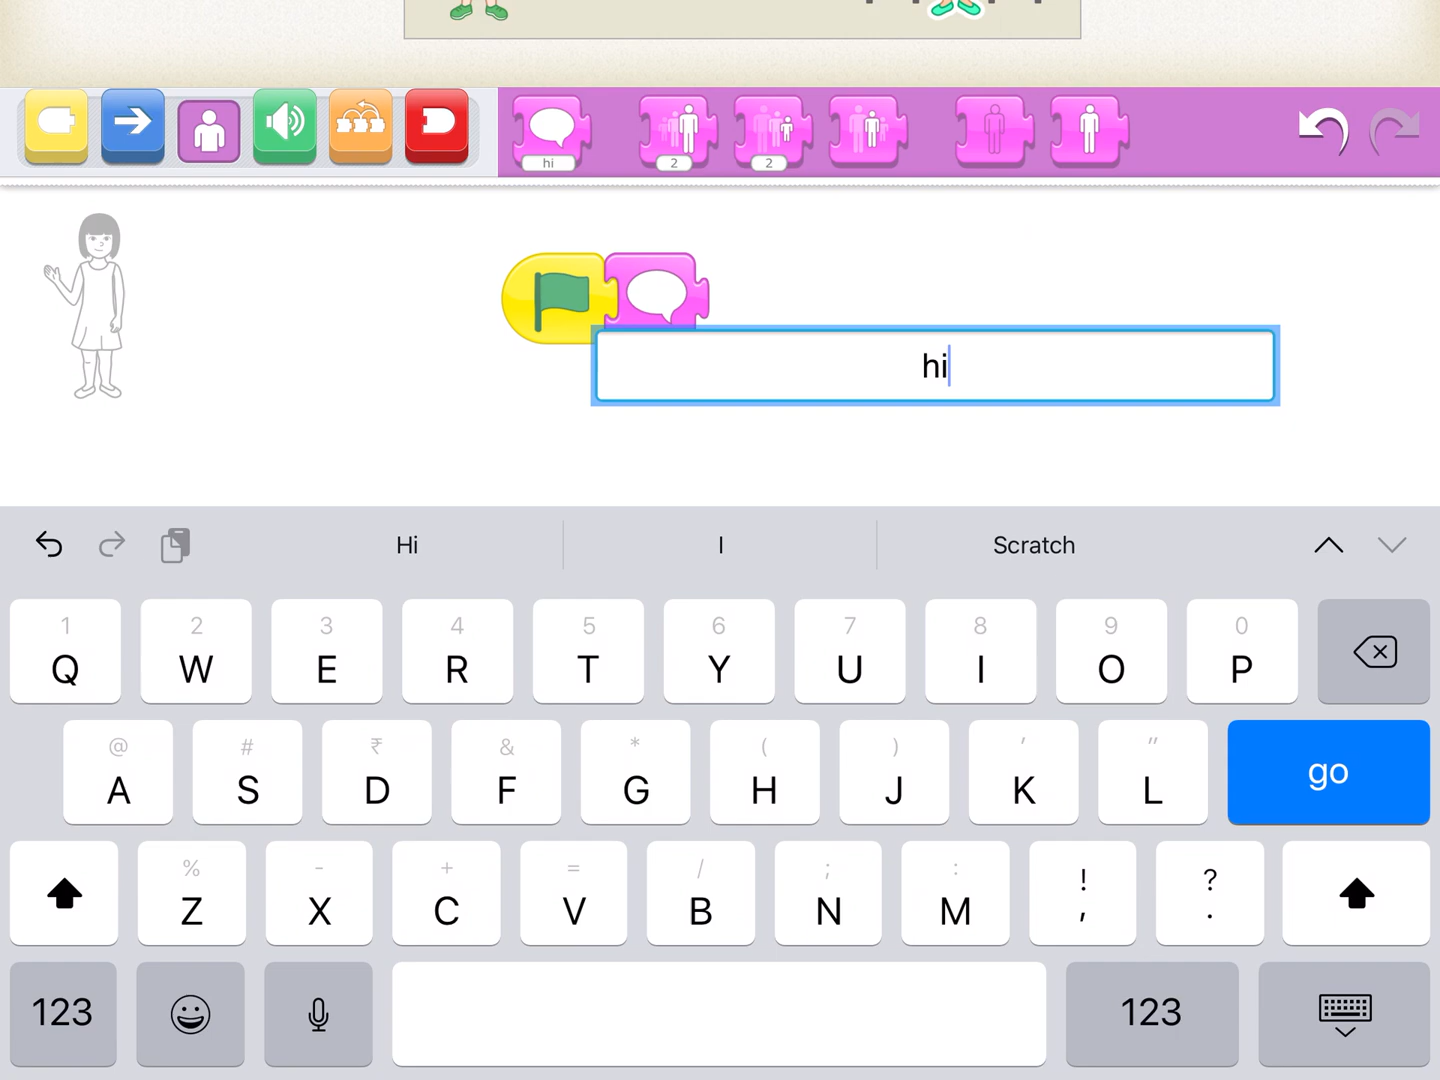 hi
2
2
hi
Hi I Scratch
1 2 3 4 5 6 7 8 9 0
Q W E R T Y U I O P
@ # ₹ & * ( ) ' "
A S D F G H J K L go
% - + = / ; : ! ?
Z X C V B N M , .
123 123